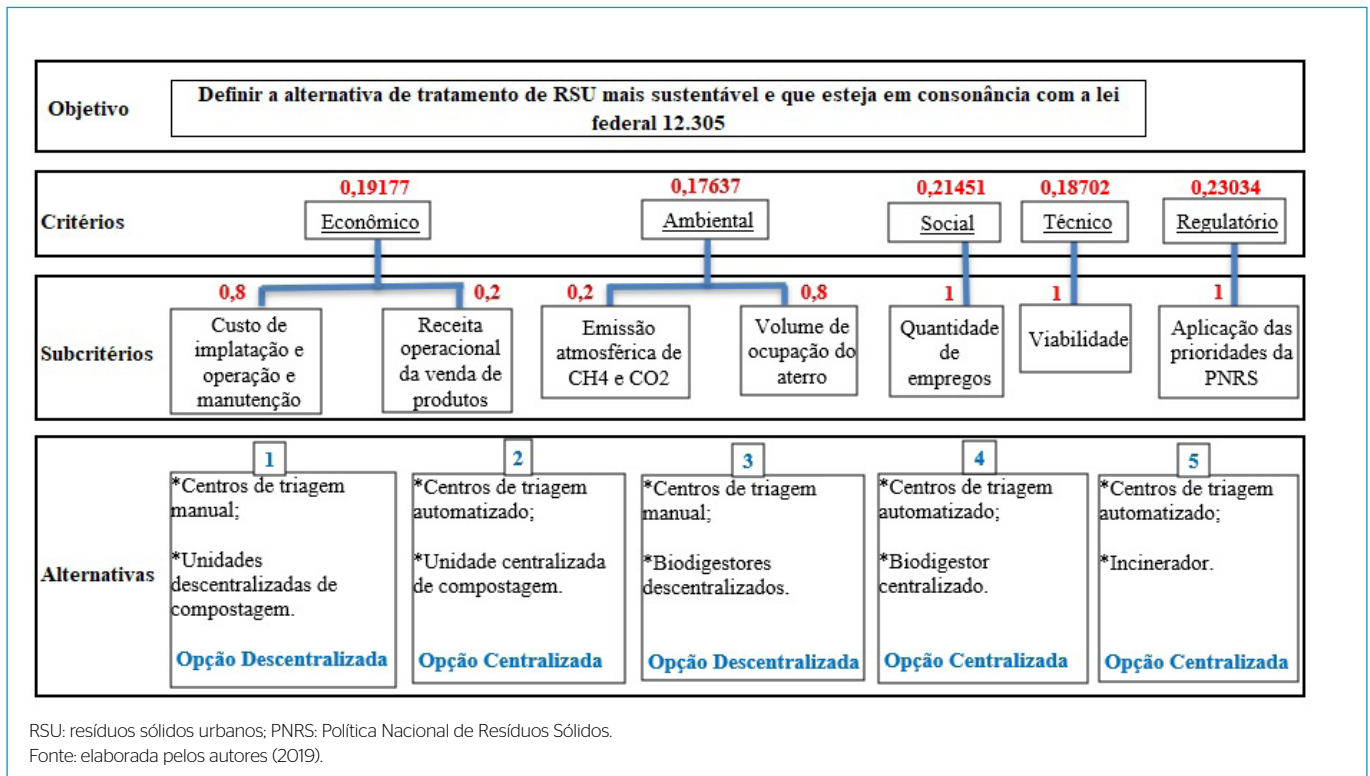 Objetivo
Definir a alternativa de tratamento de RSU mais sustentável e que esteja em consonância com a lei
federal 12.305
Critérios
0,19177
Econômico
0,17637
Ambiental
0,21451
Social
0,18702
Técnico
0,23034
Regulatório
Subcritérios
0,8
Custo de
implatação e
operação e
manutenção
0,2
Receita
operacional
da venda de
produtos
0,2
Emissão
atmosférica de
CH4 e CO2
0,8
Volume de
ocupação do
aterro
1
Quantidade
de
empregos
1
Viabilidade
1
Aplicação das
prioridades da
PNRS
Alternativas
1
*Centros de triagem
manual;
*Unidades
descentralizadas de
compostagem.
Opção Descentralizada
2
*Centros de triagem
automatizado;
*Unidade centralizada
de compostagem.
Opção Centralizada
3
*Centros de triagem
manual;
*Biodigestores
descentralizados.
Opção Descentralizada
4
*Centros de triagem
automatizado;
*Biodigestor
centralizado.
Opção Centralizada
5
*Centros de triagem
automatizado;
*Incinerador.
Opção Centralizada
RSU: resíduos sólidos urbanos; PNRS: Política Nacional de Resíduos Sólidos.
Fonte: elaborada pelos autores (2019).